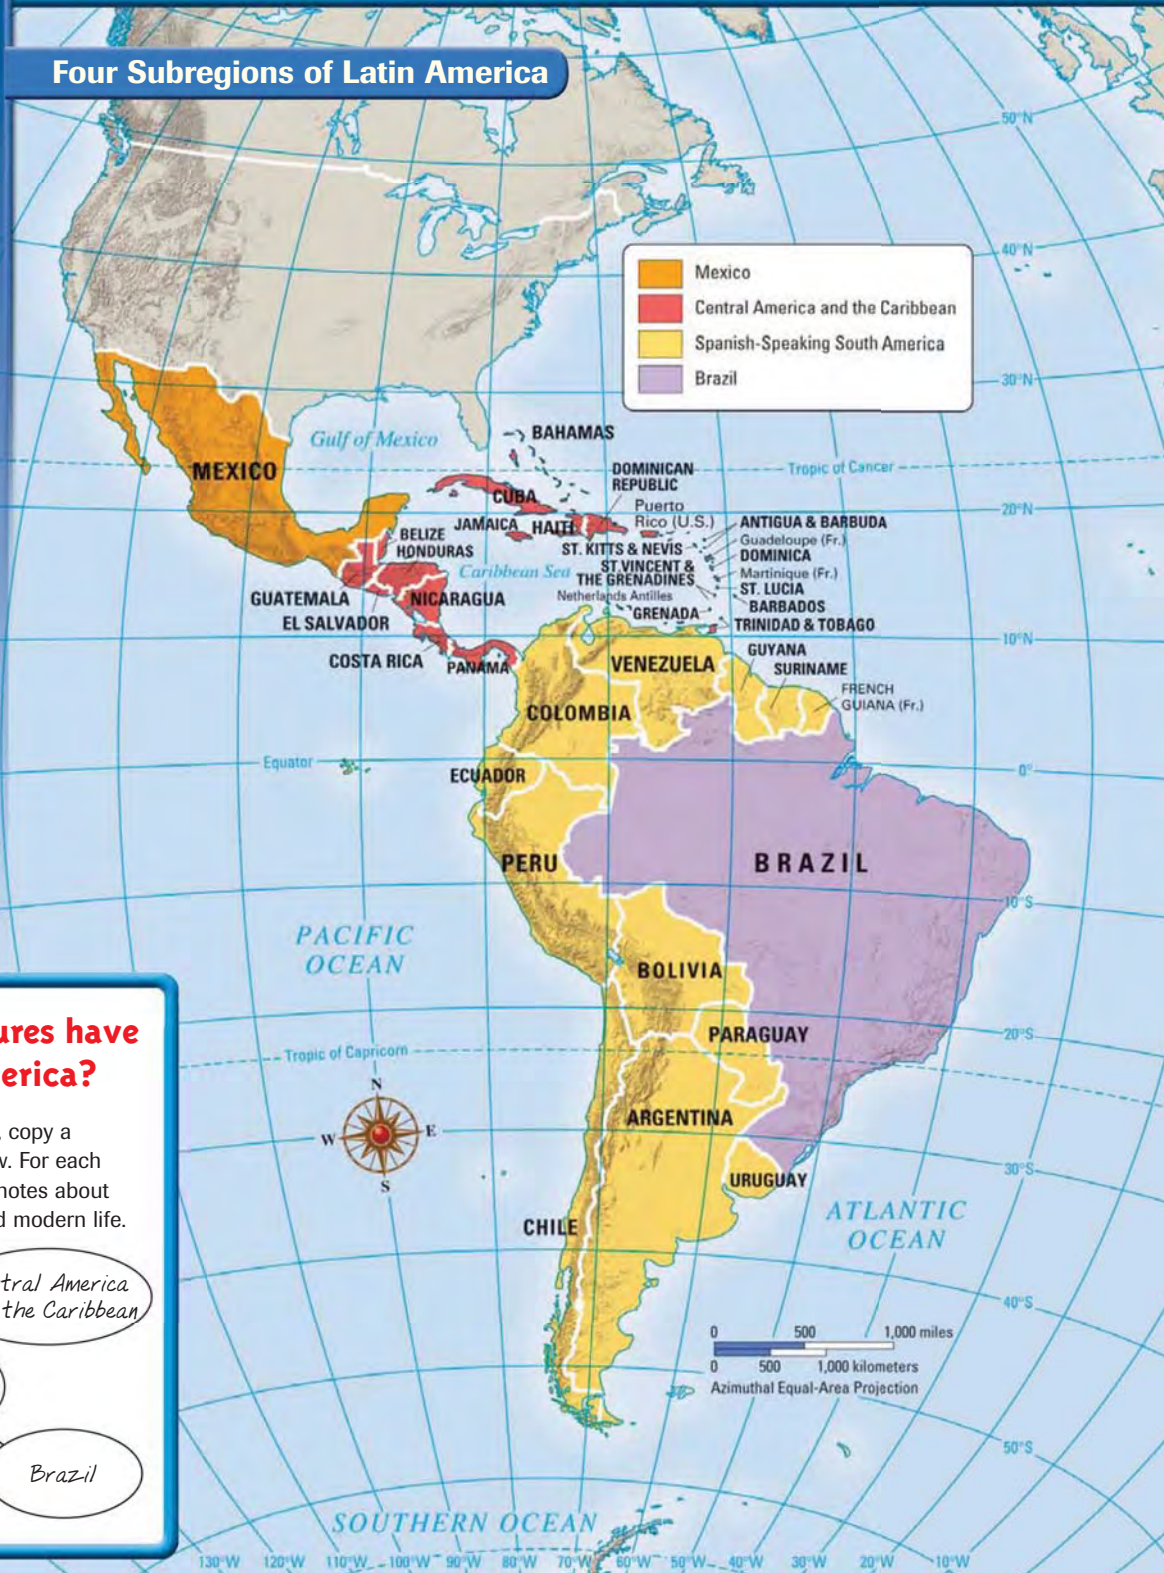 Four Subregions of Latin America
50°N
40°N
Mexico
Central America and the Caribbean
Spanish-Speaking South America
Brazil
30°N
Gulf of Mexico
BAHAMAS
MEXICO
DOMINICAN
REPUBLIC
Tropic of Cancer
CUBA
Puerto
Rico (U.S.)
20°N
JAMAICA
HAITI
ANTIGUA & BARBUDA
BELIZE
HONDURAS
ST. KITTS & NEVIS
Guadeloupe (Fr.)
DOMINICA
Caribbean Sea
ST. VINCENT &
THE GRENADINES
Martinique (Fr.)
ST. LUCIA
GUATEMALA
NICARAGUA
Netherlands Antilles
BARBADOS
EL SALVADOR
GRENADA
TRINIDAD & TOBAGO
10°N
COSTA RICA
PANAMA
VENEZUELA
GUYANA
SURINAME
FRENCH
GUIANA (Fr.)
COLOMBIA
Equator
ECUADOR
0°
PERU
BRAZIL
10°S
PACIFIC
OCEAN
BOLIVIA
PARAGUAY
20°S
Tropic of Capricorn
N
W
E
S
ARGENTINA
30°S
URUGUAY
CHILE
ATLANTIC
OCEAN
40°S
0 500 1,000 miles
0 500 1,000 kilometers
Azimuthal Equal-Area Projection
50°S
SOUTHERN OCEAN
130°W 120°W 110°W 100°W 90°W 80°W 70°W 60°W 50°W 40°W 30°W 20°W 10°W
ures have
erica?
, copy a
w. For each
notes about
d modern life.
tral America
the Caribbean
Brazil